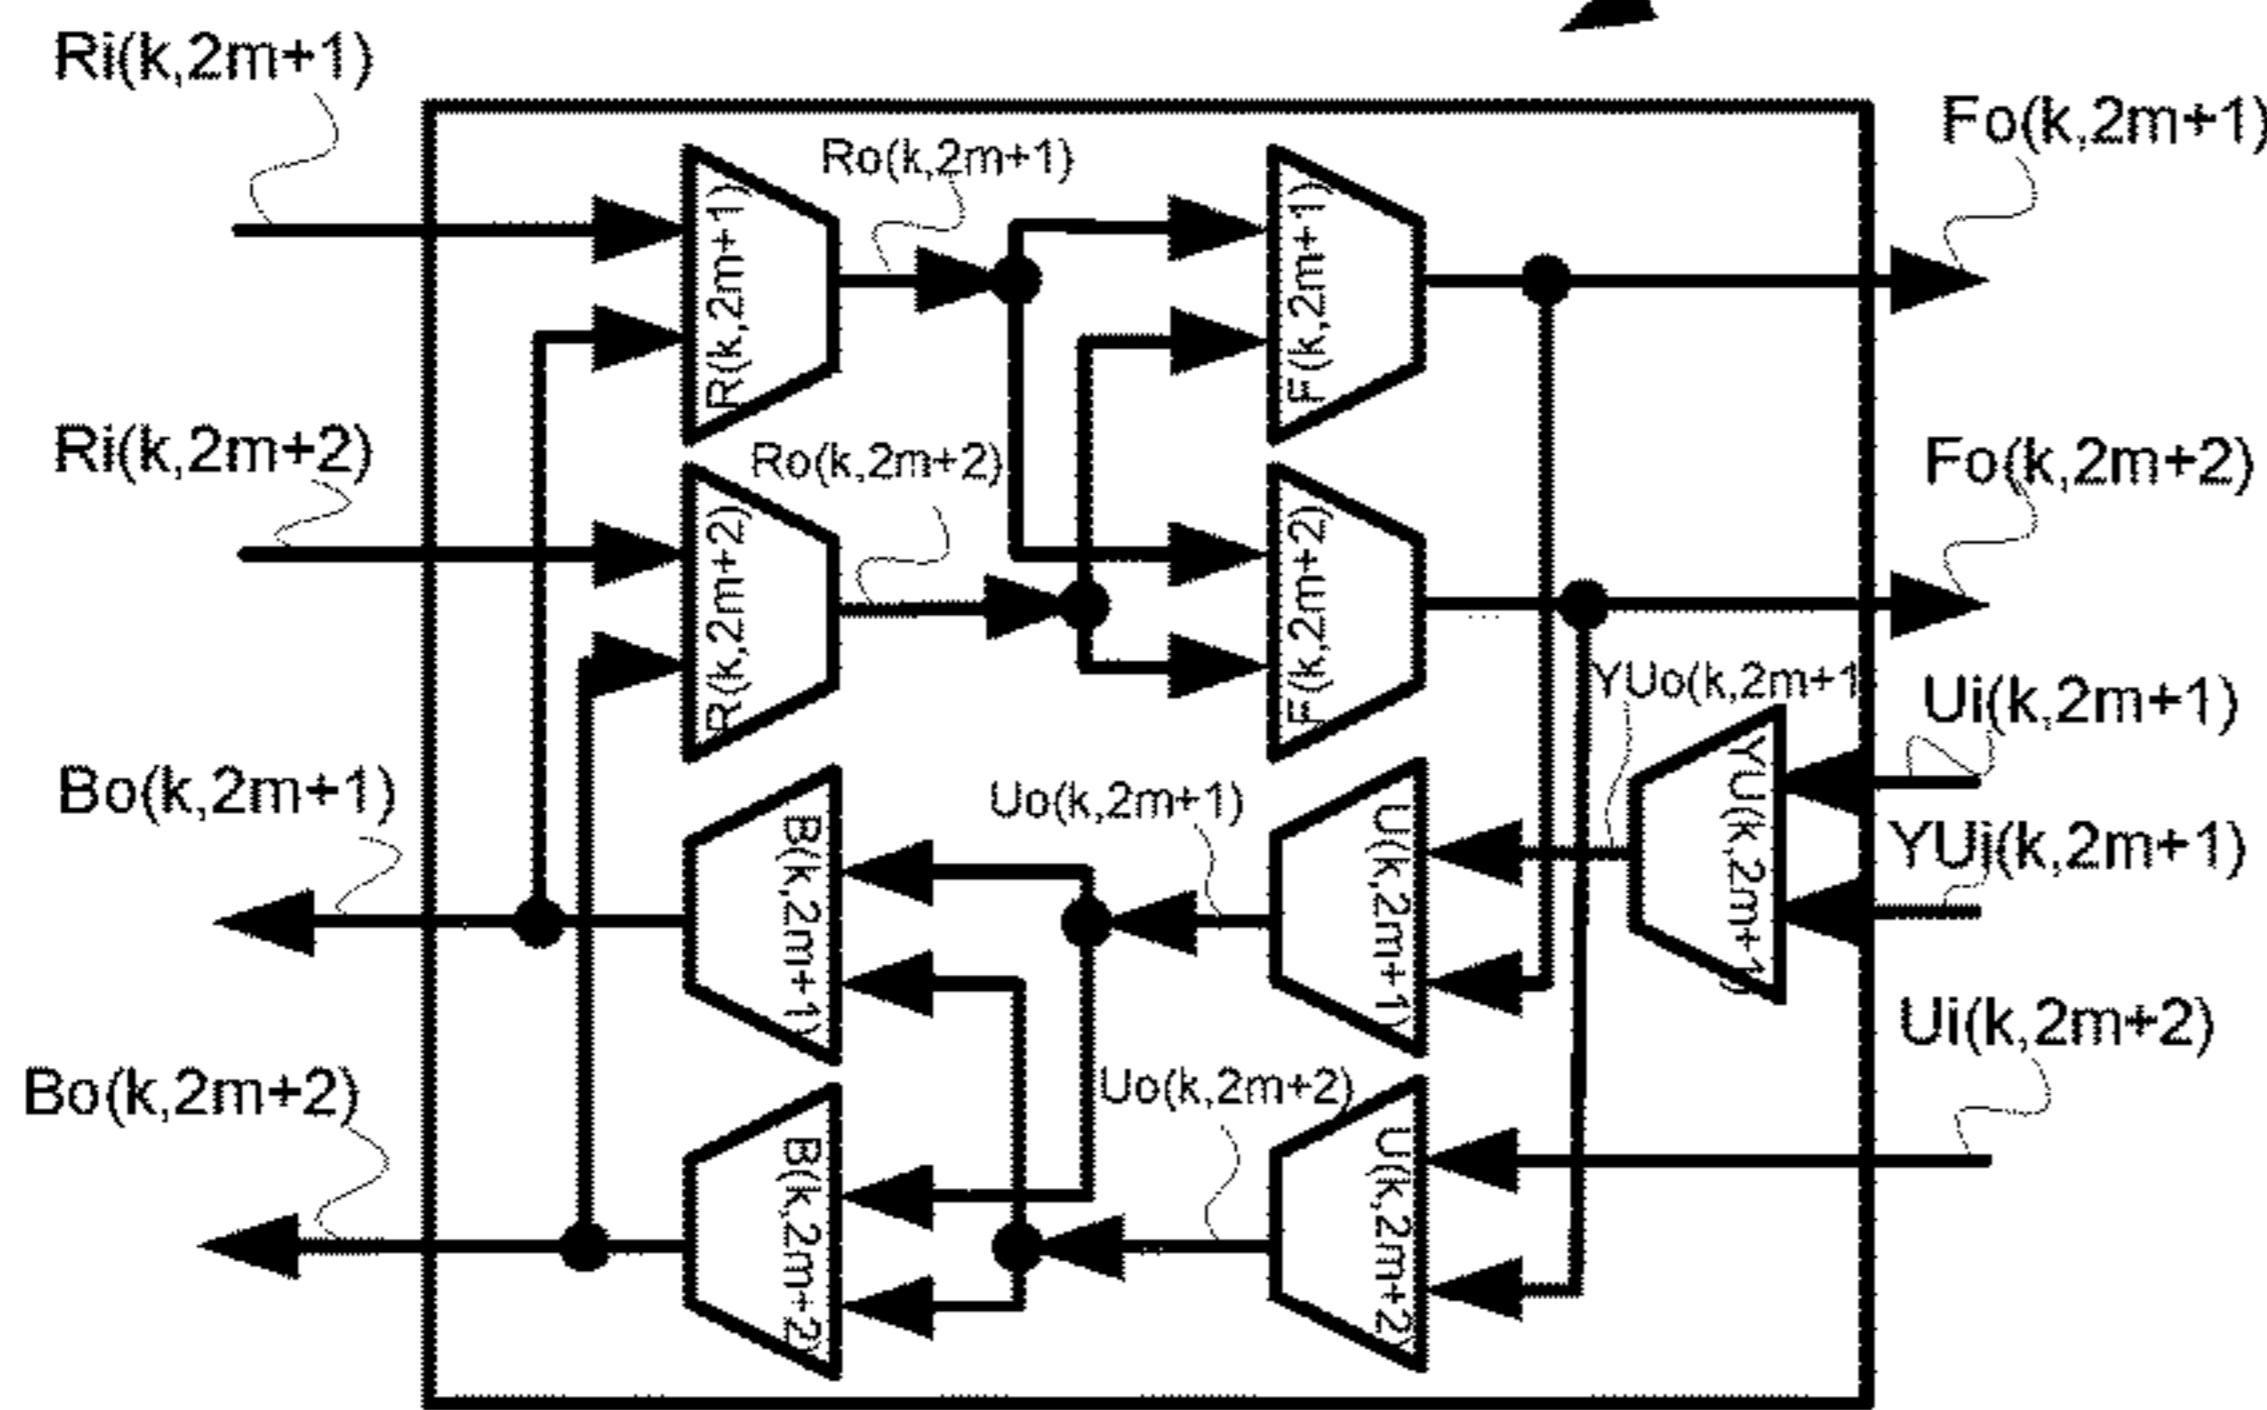 Ri(k,2m+1)
Fo(k,2m+1)
Ro(k,2m+1)
R(k,2m+1)
F(k,2m+1)
Ri(k,2m+2)
Ro(k,2m+2)
Fo(k,2m+2)
R(k,2m+2)
F(k,2m+2)
YUo(k,2m+1
Ui(k,2m+1)
Bo(k,2m+1)
Uo(k,2m+1)
YUi(k,2m+1)
B(k,2m+1)
U(k,2m+1)
YU(k,2m+1)
Ui(k,2m+2)
Bo(k,2m+2)
Uo(k,2m+2)
B(k,2m+2)
U(k,2m+2)